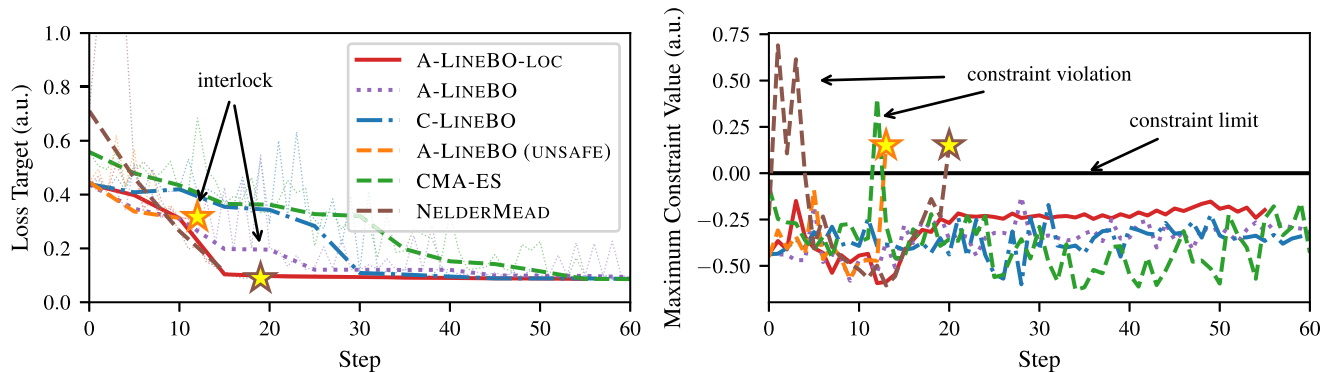 1.0
0.8
0.6
0.4
0.2
0.0
0
10
20
30
40
50
60
Loss Target (a.u.)
Step
interlock
A-LINEBO-LOC
A-LINEBO
C-LINEBO
A-LINEBO (UNSAFE)
CMA-ES
NELDERMEAD
0.75
0.50
0.25
0.00
−0.25
−0.50
0
10
20
30
40
50
60
Maximum Constraint Value (a.u.)
Step
constraint violation
constraint limit